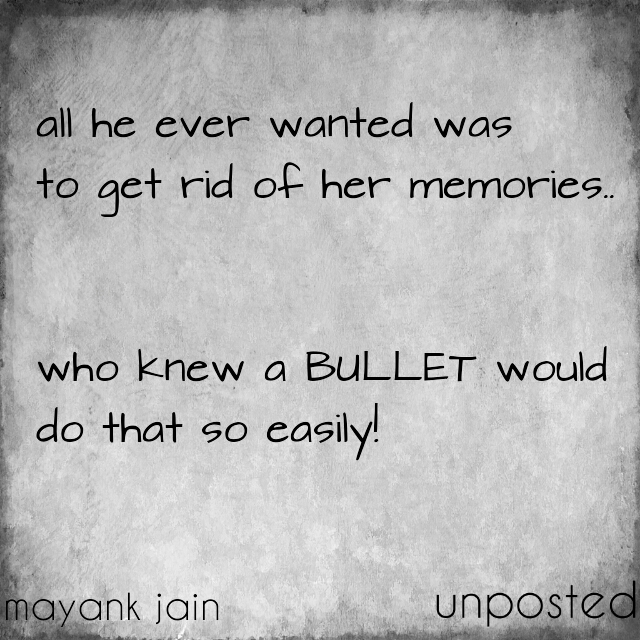 all he ever wanted was
to get rid of her memories..
who knew a BULLET would
do that so easily!
mayank jain
unposted